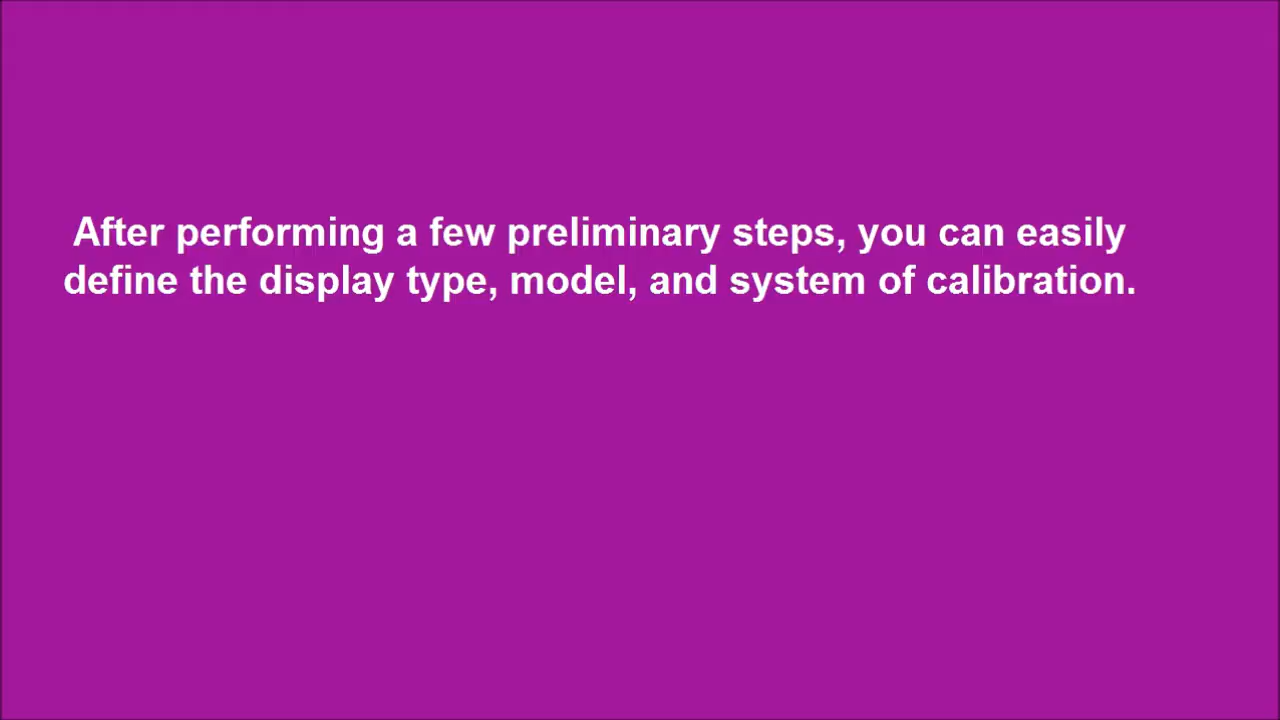 After performing a few preliminary steps, you can easily
define the display type, model, and system of calibration.